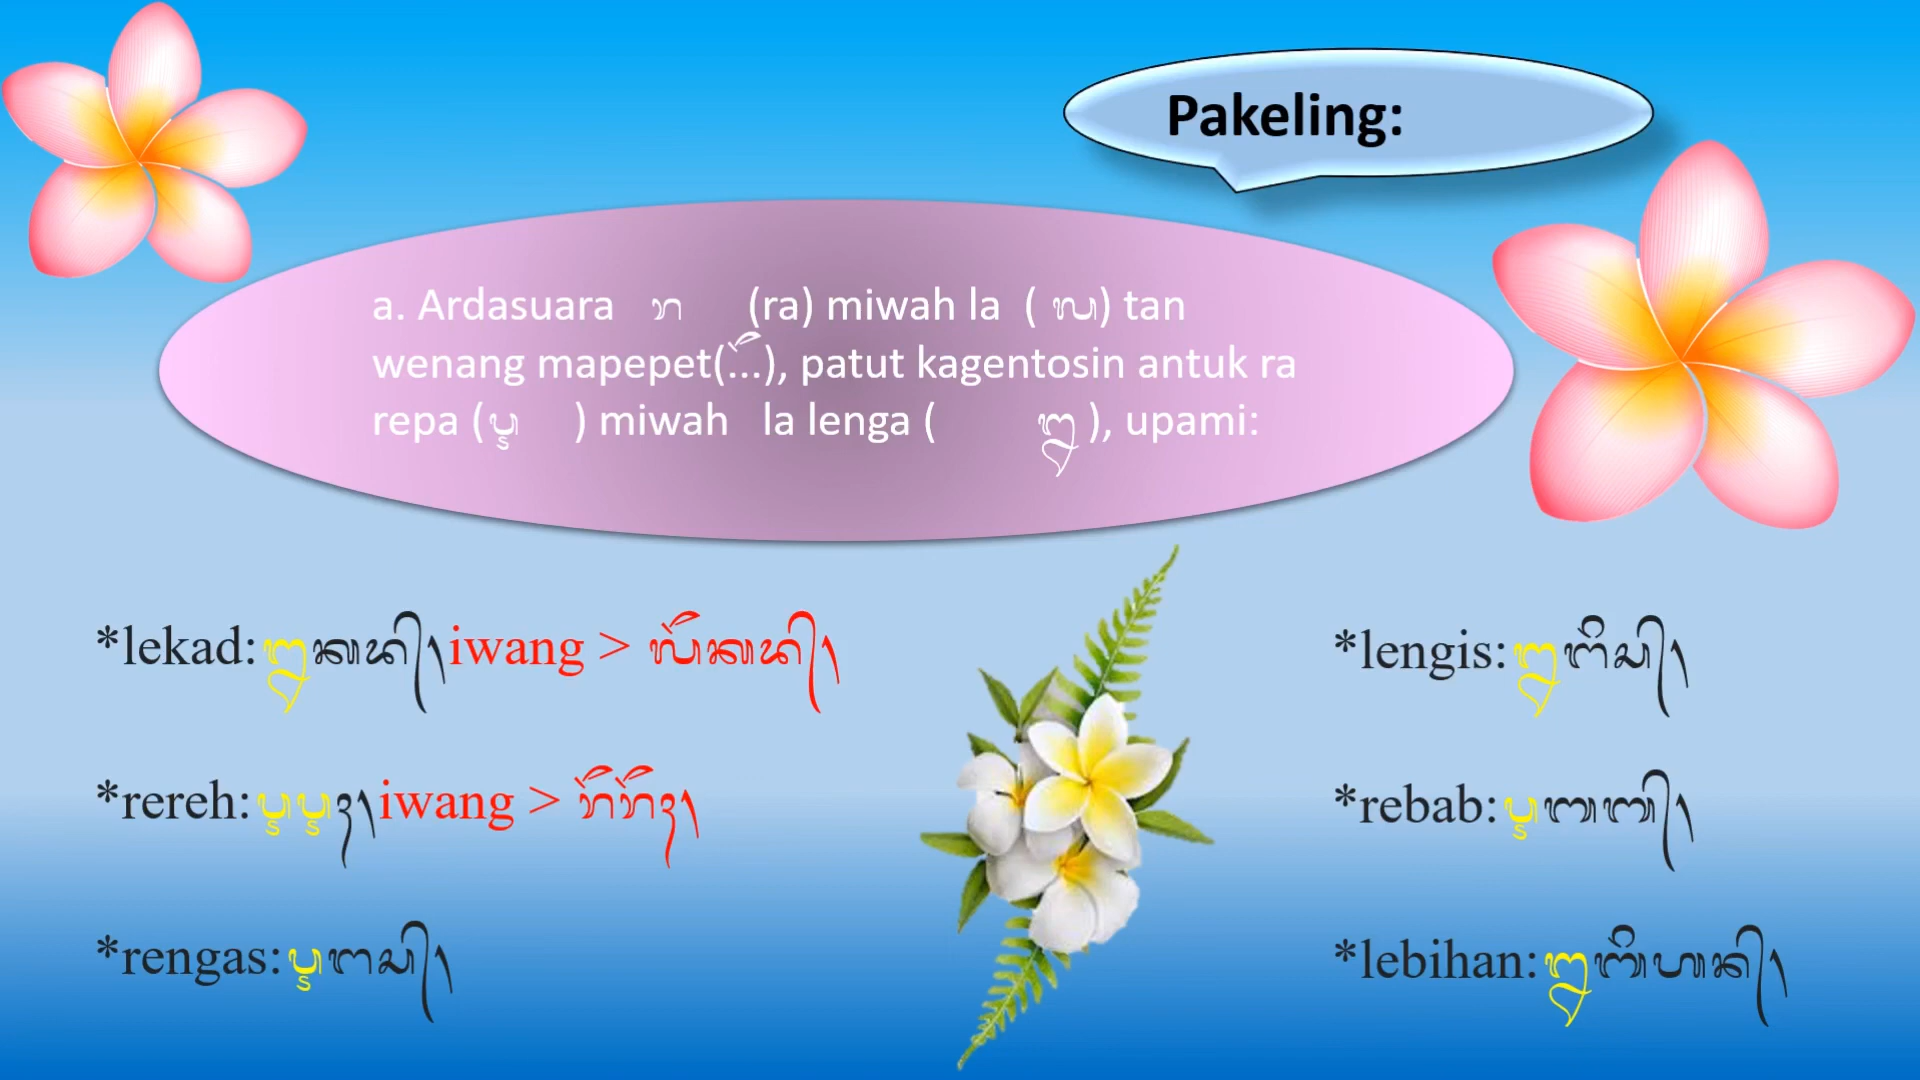 Pakeling:
a. Ardasuara ᬭ (ra) miwah la ( ᬮ) tan
wenang mapepet(...ᭂ), patut kagentosin antuk ra
repa (ᬋ ) miwah la lenga ( ᬍ ), upami:
*lekad:ᬍᬓᬤ᭄iwang > ᬮᭂᬓᬤ᭄
*rereh:ᬋᬋᬄiwang > ᬭᭂᬭᭂᬄ
*rengas:ᬋᬗᬲ᭄
*lengis:ᬍᬗᬶᬲ᭄
*rebab:ᬋᬩᬩ᭄
*lebihan:ᬍᬩᬶᬳᬦ᭄